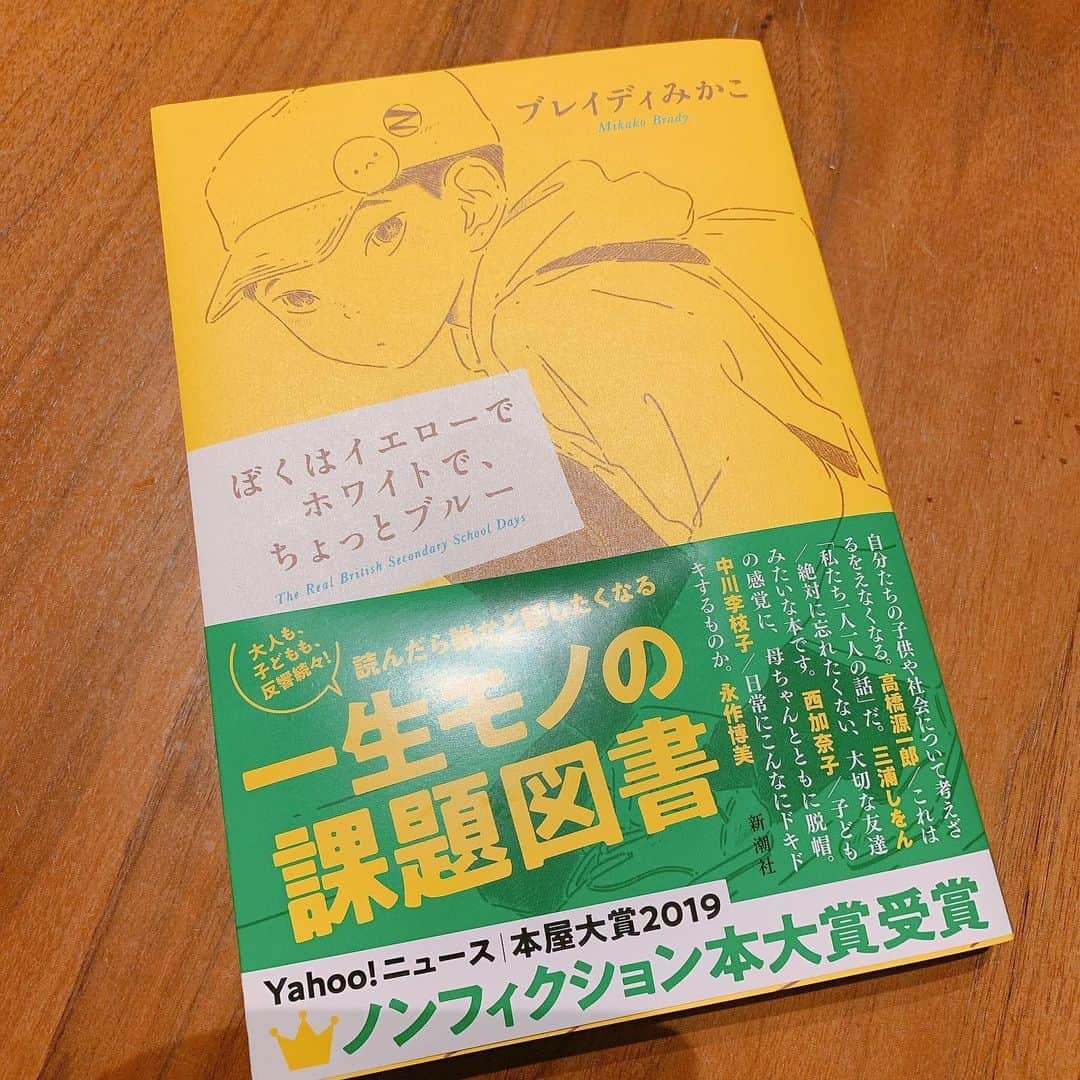 ブレイディみかこ
Mikako Brady
N
ぼくはイエローで
ホワイトで、
ちょっとブルー
The Real British Secondary School Days
大人も、
子どもも、
反響続々!
読んだら誰かと話したくなる
一生モノの
課題図書
自分たちの子供や社会について考えざ
るをえなくなる。高橋源一郎/これは
「私たち一人一人の話」だ。三浦しをん
/絶対に忘れたくない、大切な友達
みたいな本です。西加奈子/子ども
の感覚に、母ちゃんとともに脱帽。
中川李枝子/日常にこんなにドキド
キするものか。永作博美
新潮社
Yahoo!ニュース|本屋大賞2019
ノンフィクション本大賞受賞